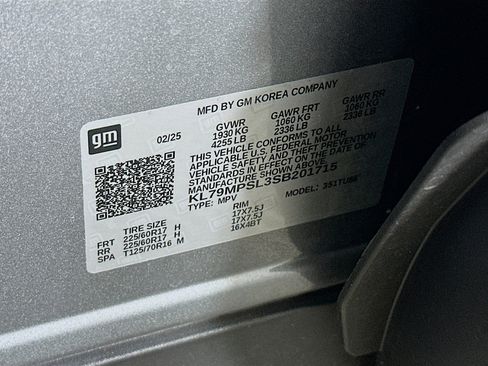 MFD BY GM KOREA COMPANY
gm
02/25
GVWR GAWR FRT GAWR RR
1930 KG 1060 KG 1060 KG
4255 LB 2336 LB 2336 LB
THIS VEHICLE CONFORMS TO ALL
APPLICABLE U.S. FEDERAL MOTOR
VEHICLE SAFETY AND THEFT PREVENTION
STANDARDS IN EFFECT ON THE DATE OF
MANUFACTURE SHOWN ABOVE.
KL79MPSL3SB201715
TYPE: MPV MODEL:
TIRE SIZE RIM
FRT 225/60R17 H 17X7.5J
RR 225/60R17 H 17X7.5J
SPA T125/70R16 M 16X4BT